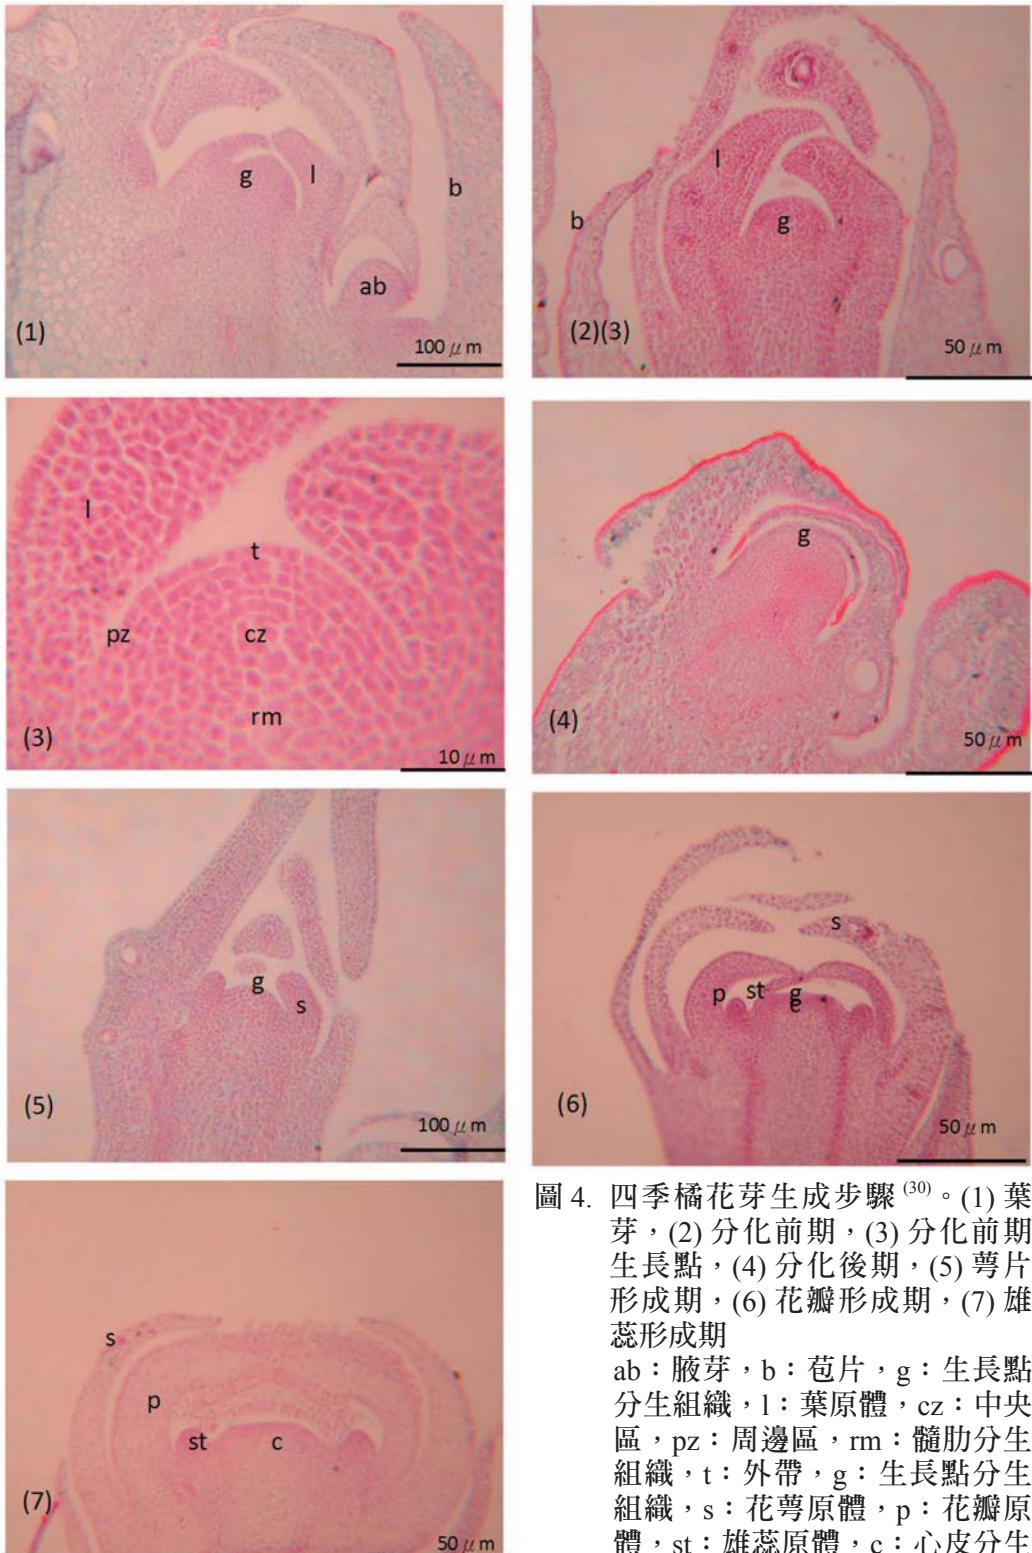 g
l
b
ab
(1)
100 μm
l
b
g
(2)(3)
50 μm
l
t
pz
cz
rm
(3)
10 μm
g
(4)
50 μm
g
s
(5)
100 μm
s
p
st
g
c
(6)
50 μm
s
p
st
c
(7)
50 μm
圖 4. 四季橘花芽生成步驟 (30)。(1) 葉
芽，(2) 分化前期，(3) 分化前期
生長點，(4) 分化後期，(5) 萼片
形成期，(6) 花瓣形成期，(7) 雄
蕊形成期
ab：腋芽，b：苞片，g：生長點
分生組織，l：葉原體，cz：中央
區，pz：周邊區，rm：髓肋分生
組織，t：外帶，g：生長點分生
組織，s：花萼原體，p：花瓣原
體，st：雄蕊原體，c：心皮分生